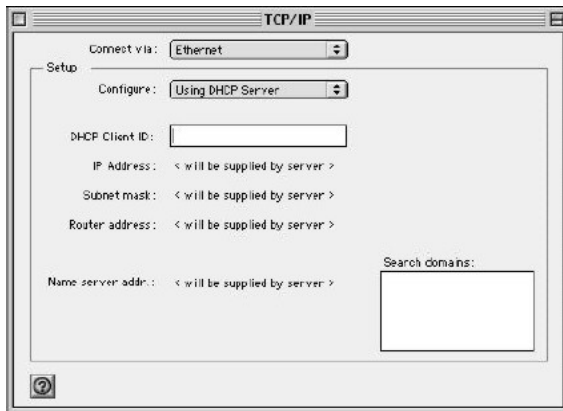 TCP/IP
Connect via: Ethernet
Setup
Configure: Using DHCP Server
DHCP Client ID:
IP Address: < will be supplied by server >
Subnet mask: < will be supplied by server >
Router address: < will be supplied by server >
Search domains:
Name server addr.: < will be supplied by server >
?